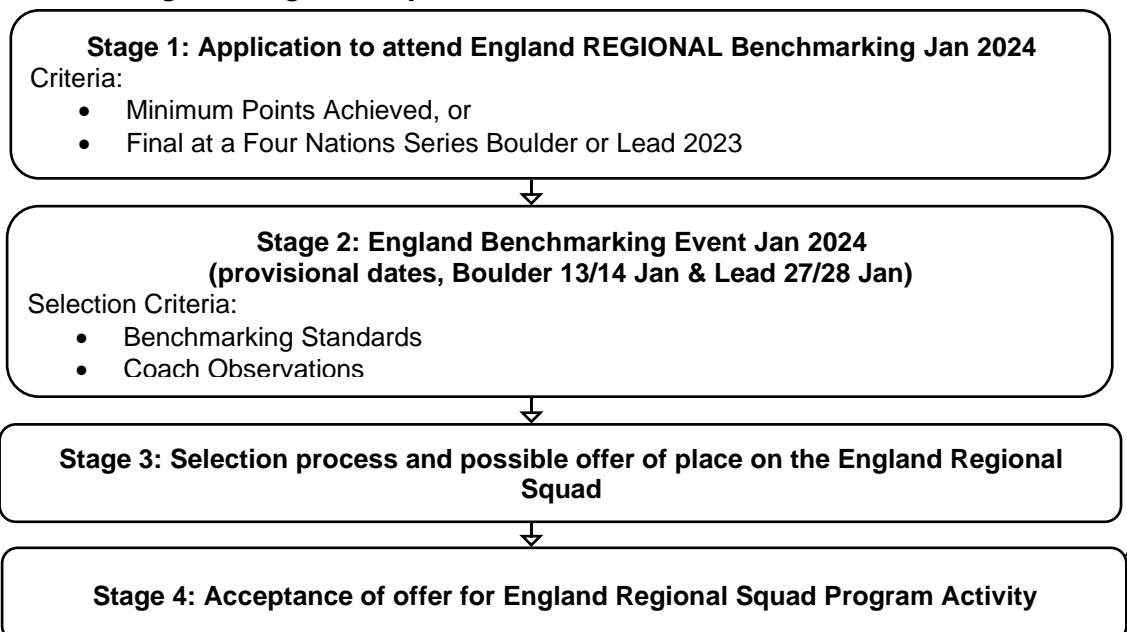 Stage 1: Application to attend England REGIONAL Benchmarking Jan 2024
Criteria:
• Minimum Points Achieved, or
• Final at a Four Nations Series Boulder or Lead 2023
Stage 2: England Benchmarking Event Jan 2024
(provisional dates, Boulder 13/14 Jan & Lead 27/28 Jan)
Selection Criteria:
• Benchmarking Standards
• Coach Observations
Stage 3: Selection process and possible offer of place on the England Regional
Squad
Stage 4: Acceptance of offer for England Regional Squad Program Activity